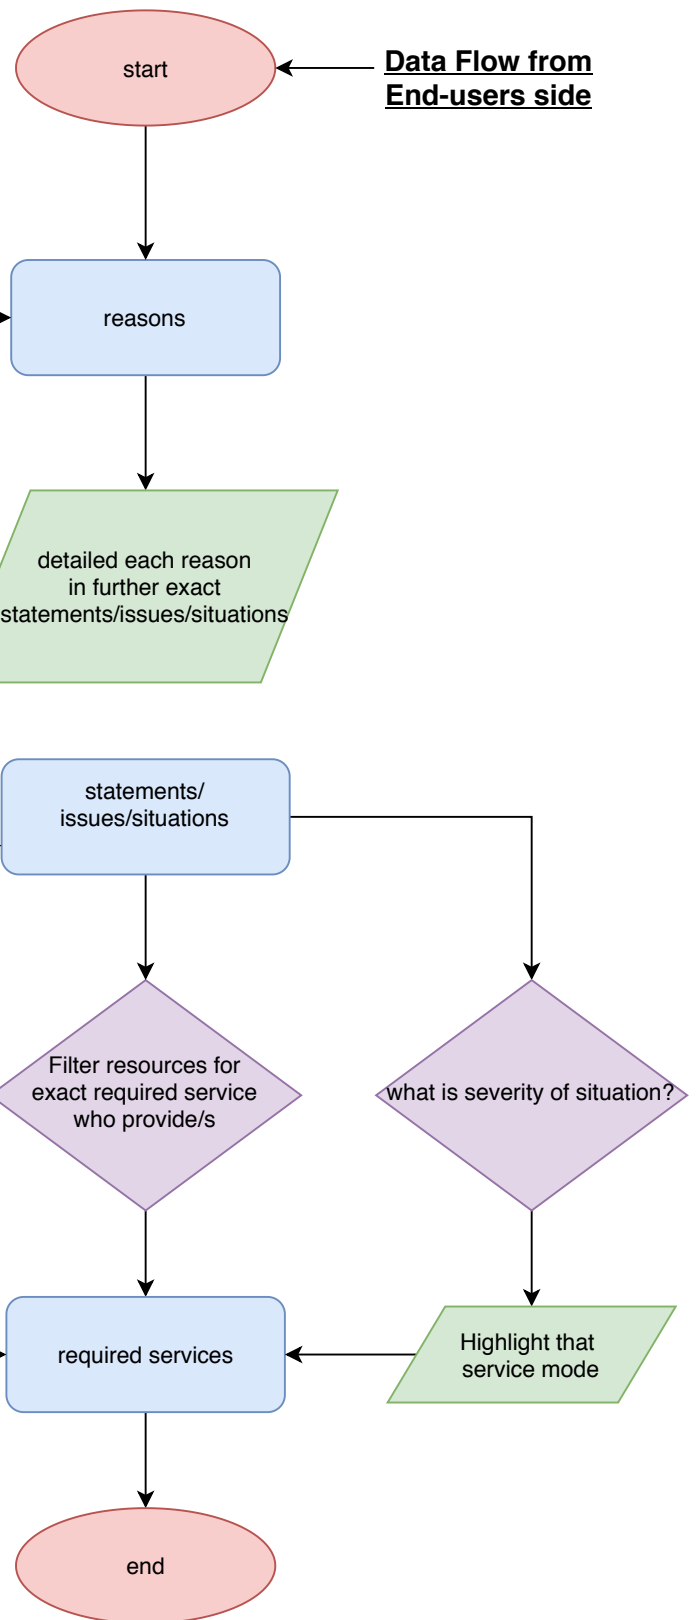 start
Data Flow from
End-users side
reasons
detailed each reason
in further exact
statements/issues/situations
statements/
issues/situations
Filter resources for
exact required service
who provide/s
what is severity of situation?
required services
Highlight that
service mode
end